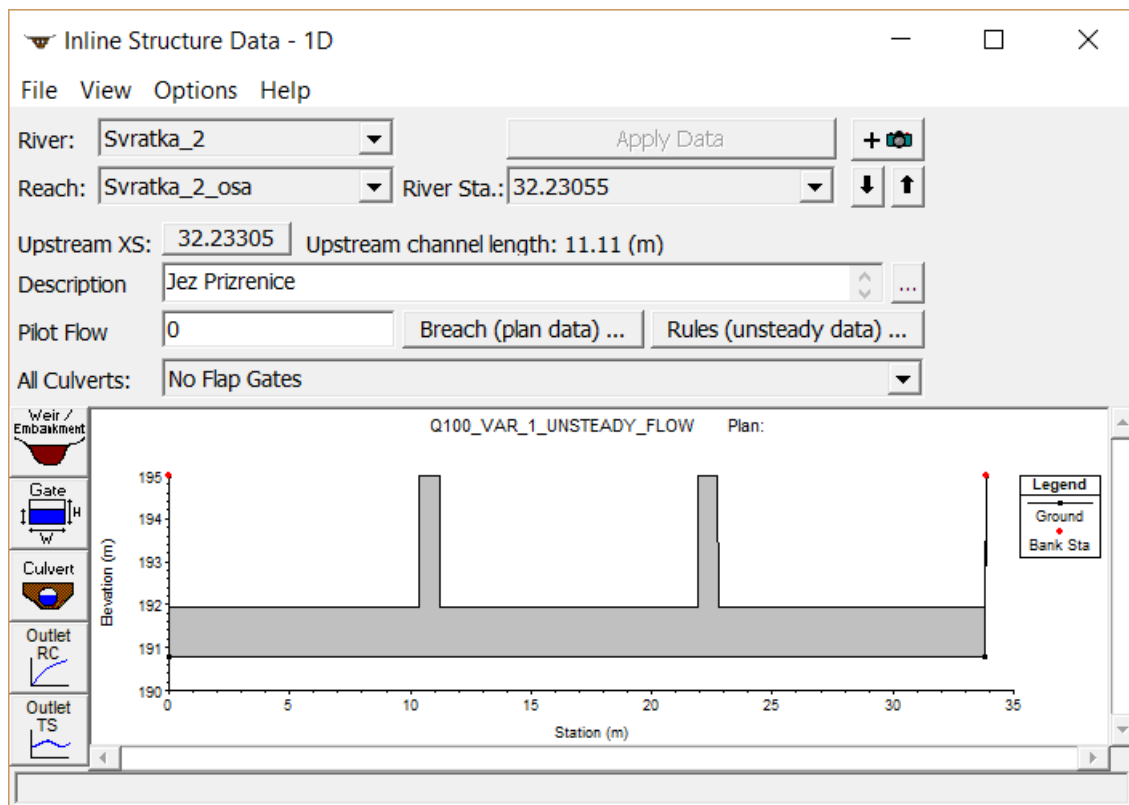 Inline Structure Data - 1D
File View Options Help
River: Svratka_2 Apply Data
Reach: Svratka_2_osa River Sta.: 32.23055
Upstream XS: 32.23305 Upstream channel length: 11.11 (m)
Description Jez Prizrenice ...
Pilot Flow 0 Breach (plan data) ... Rules (unsteady data) ...
All Culverts: No Flap Gates
Weir /
Embankment
Gate
H
W
Culvert
Outlet
RC
Outlet
TS
Q100_VAR_1_UNSTEADY_FLOW Plan:
195
194
193
192
191
190
Elevation (m)
0 5 10 15 20 25 30 35
Station (m)
Legend
Ground
Bank Sta